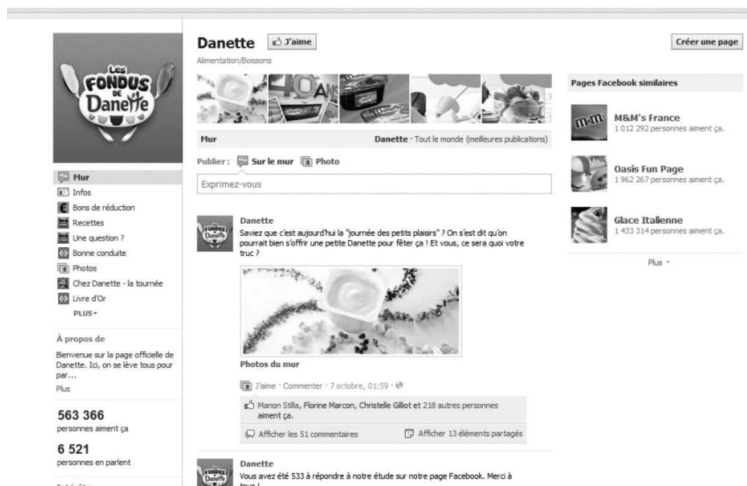 LES
FONDUS
DE
Danette
Mur
Infos
Bons de réduction
Recettes
Une question ?
Bonne conduite
Photos
Chez Danette - la tournée
Livre d'Or
PLUS
À propos de
Bienvenue sur la page officielle de
Danette. Ici, on se lève tous pour
par...
Plus
563 366
personnes aiment ça
6 521
personnes en parlent
Danette J'aime
Alimentation/Boissons
40 ANS
Mur Danette · Tout le monde (meilleures publications)
Publier : Sur le mur Photo
Exprimez-vous
Danette
Saviez que c'est aujourd'hui la "journée des petits plaisirs" ? On s'est dit qu'on
pourrait bien s'offrir une petite Danette pour fêter ça ! Et vous, ce sera quoi votre
truc ?
Photos du mur
J'aime · Commenter · 7 octobre, 01:59 ·
Manon Stilla, Florine Marcon, Christelle Gillot et 218 autres personnes
aiment ça.
Afficher les 51 commentaires Afficher 13 éléments partagés
Danette
Vous avez été 533 à répondre à notre étude sur notre page Facebook. Merci à
tous !
Créer une page
Pages Facebook similaires
m&m's
M&M's France
1 012 292 personnes aiment ça.
Oasis Fun Page
1 962 267 personnes aiment ça.
Glace Italienne
1 433 314 personnes aiment ça.
Plus